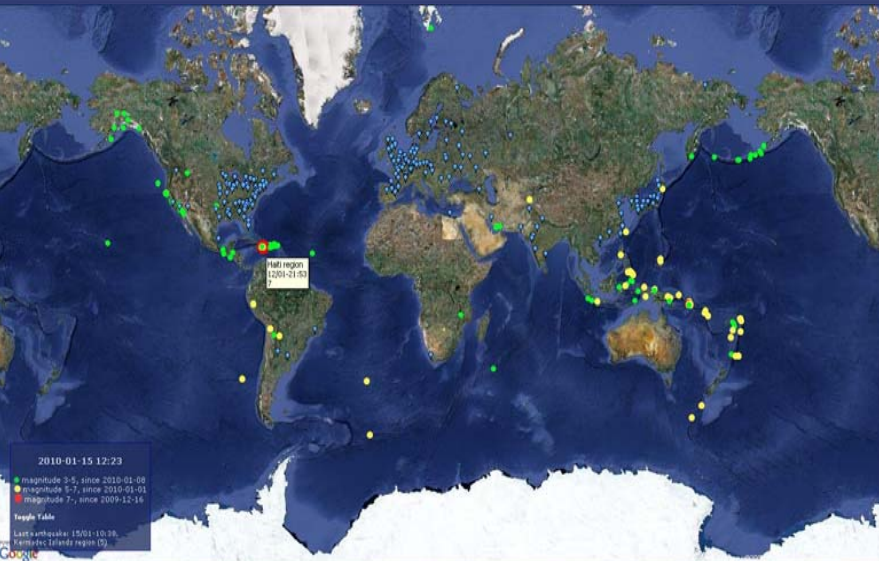 Haiti region
12/01-21:53
7
2010-01-15 12:23
magnitude 3-5, since 2010-01-08
magnitude 5-7, since 2010-01-01
magnitude 7-, since 2009-12-16
Toggle Table
Last earthquake: 15/01-10:38,
Kermadec Islands region (5)
Google